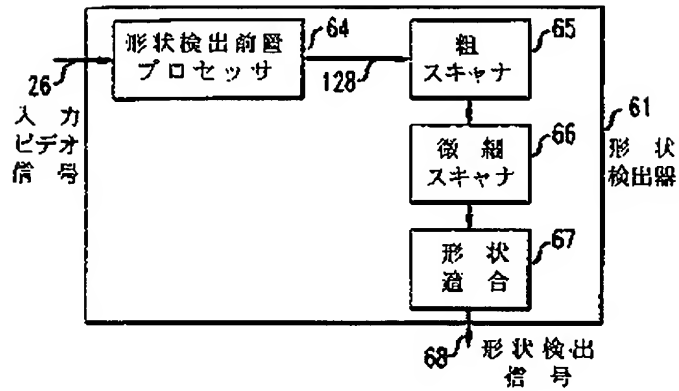 形状検出前置
プロセッサ
64
粗
スキャナ
65
26
128
入力
ビデオ
信号
微細
スキャナ
66
61
形状
検出器
形状
適合
67
68
形状検出
信号